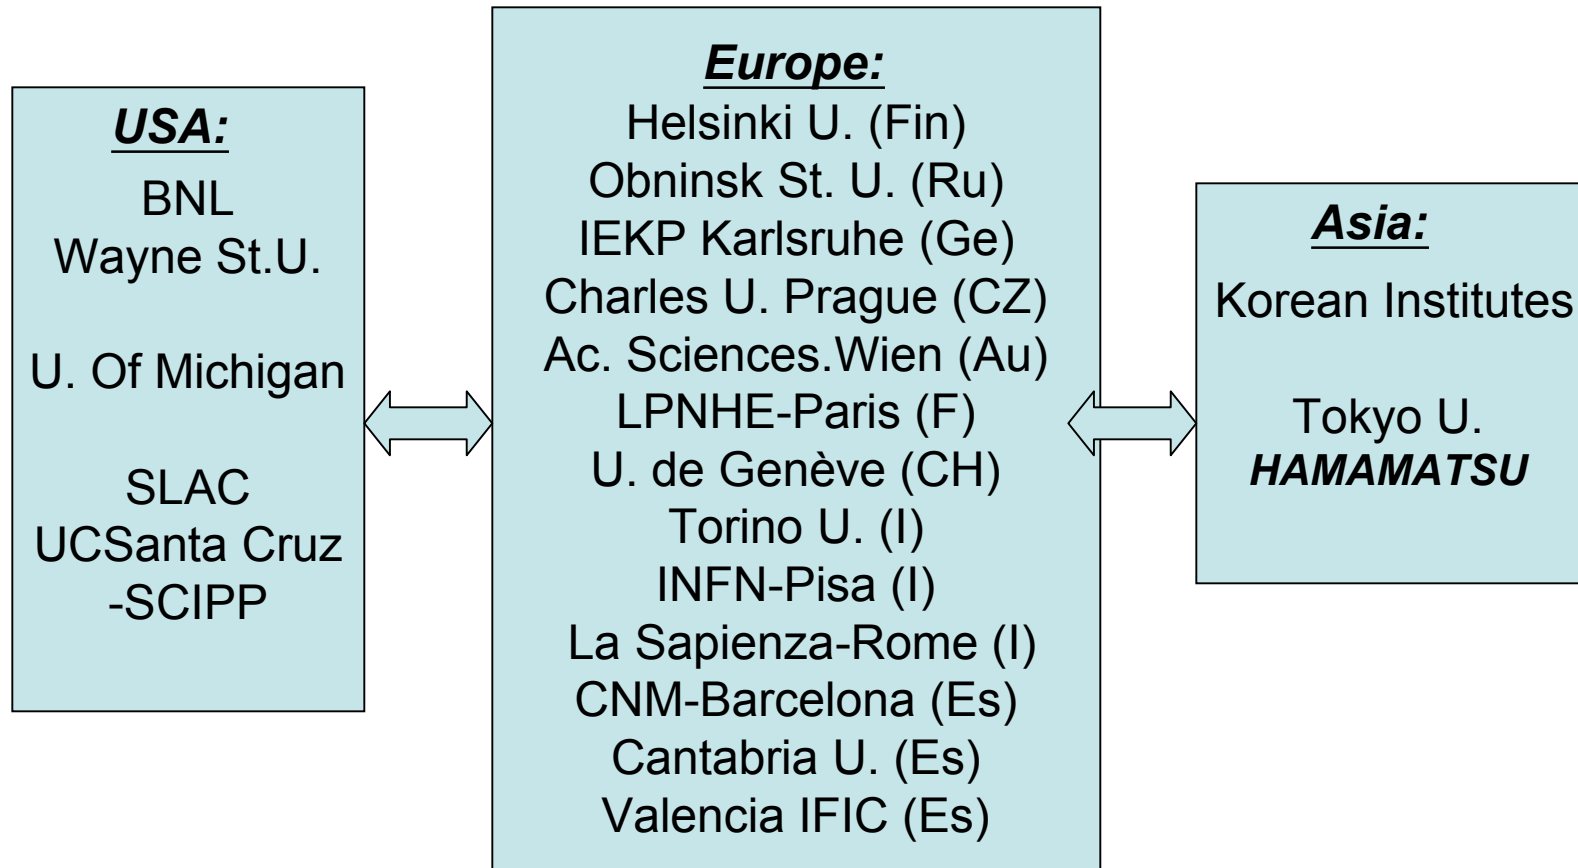 USA:
BNL
Wayne St.U.
U. Of Michigan
SLAC
UCSanta Cruz
-SCIPP
Europe:
Helsinki U. (Fin)
Obninsk St. U. (Ru)
IEKP Karlsruhe (Ge)
Charles U. Prague (CZ)
Ac. Sciences.Wien (Au)
LPNHE-Paris (F)
U. de Genève (CH)
Torino U. (I)
INFN-Pisa (I)
La Sapienza-Rome (I)
CNM-Barcelona (Es)
Cantabria U. (Es)
Valencia IFIC (Es)
Asia:
Korean Institutes
Tokyo U.
HAMAMATSU